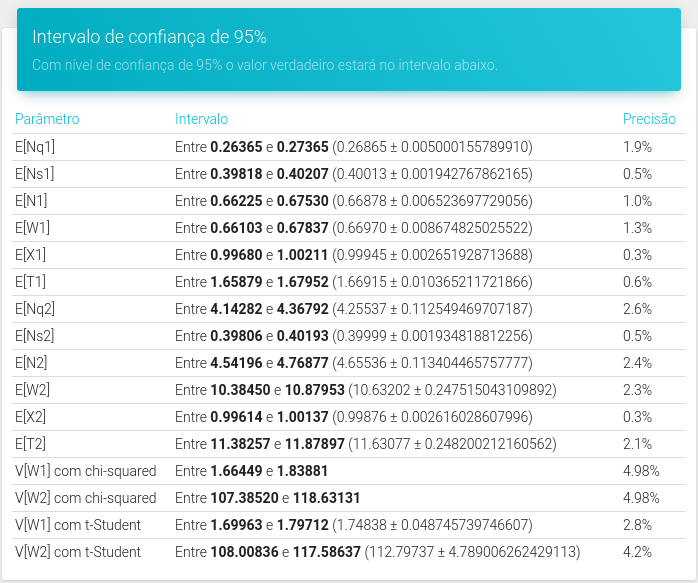 Intervalo de confiança de 95%
Com nível de confiança de 95% o valor verdadeiro estará no intervalo abaixo.
Parâmetro Intervalo Precisão
E[Nq1] Entre 0.26365 e 0.27365 (0.26865 ± 0.005000155789910) 1.9%
E[Ns1] Entre 0.39818 e 0.40207 (0.40013 ± 0.001942767862165) 0.5%
E[N1] Entre 0.66225 e 0.67530 (0.66878 ± 0.006523697729056) 1.0%
E[W1] Entre 0.66103 e 0.67837 (0.66970 ± 0.008674825025522) 1.3%
E[X1] Entre 0.99680 e 1.00211 (0.99945 ± 0.002651928713688) 0.3%
E[T1] Entre 1.65879 e 1.67952 (1.66915 ± 0.010365211721866) 0.6%
E[Nq2] Entre 4.14282 e 4.36792 (4.25537 ± 0.112549469707187) 2.6%
E[Ns2] Entre 0.39806 e 0.40193 (0.39999 ± 0.001934818812256) 0.5%
E[N2] Entre 4.54196 e 4.76877 (4.65536 ± 0.113404465757777) 2.4%
E[W2] Entre 10.38450 e 10.87953 (10.63202 ± 0.247515043109892) 2.3%
E[X2] Entre 0.99614 e 1.00137 (0.99876 ± 0.002616028607996) 0.3%
E[T2] Entre 11.38257 e 11.87897 (11.63077 ± 0.248200212160562) 2.1%
V[W1] com chi-squared Entre 1.66449 e 1.83881 4.98%
V[W2] com chi-squared Entre 107.38520 e 118.63131 4.98%
V[W1] com t-Student Entre 1.69963 e 1.79712 (1.74838 ± 0.048745739746607) 2.8%
V[W2] com t-Student Entre 108.00836 e 117.58637 (112.79737 ± 4.789006262429113) 4.2%